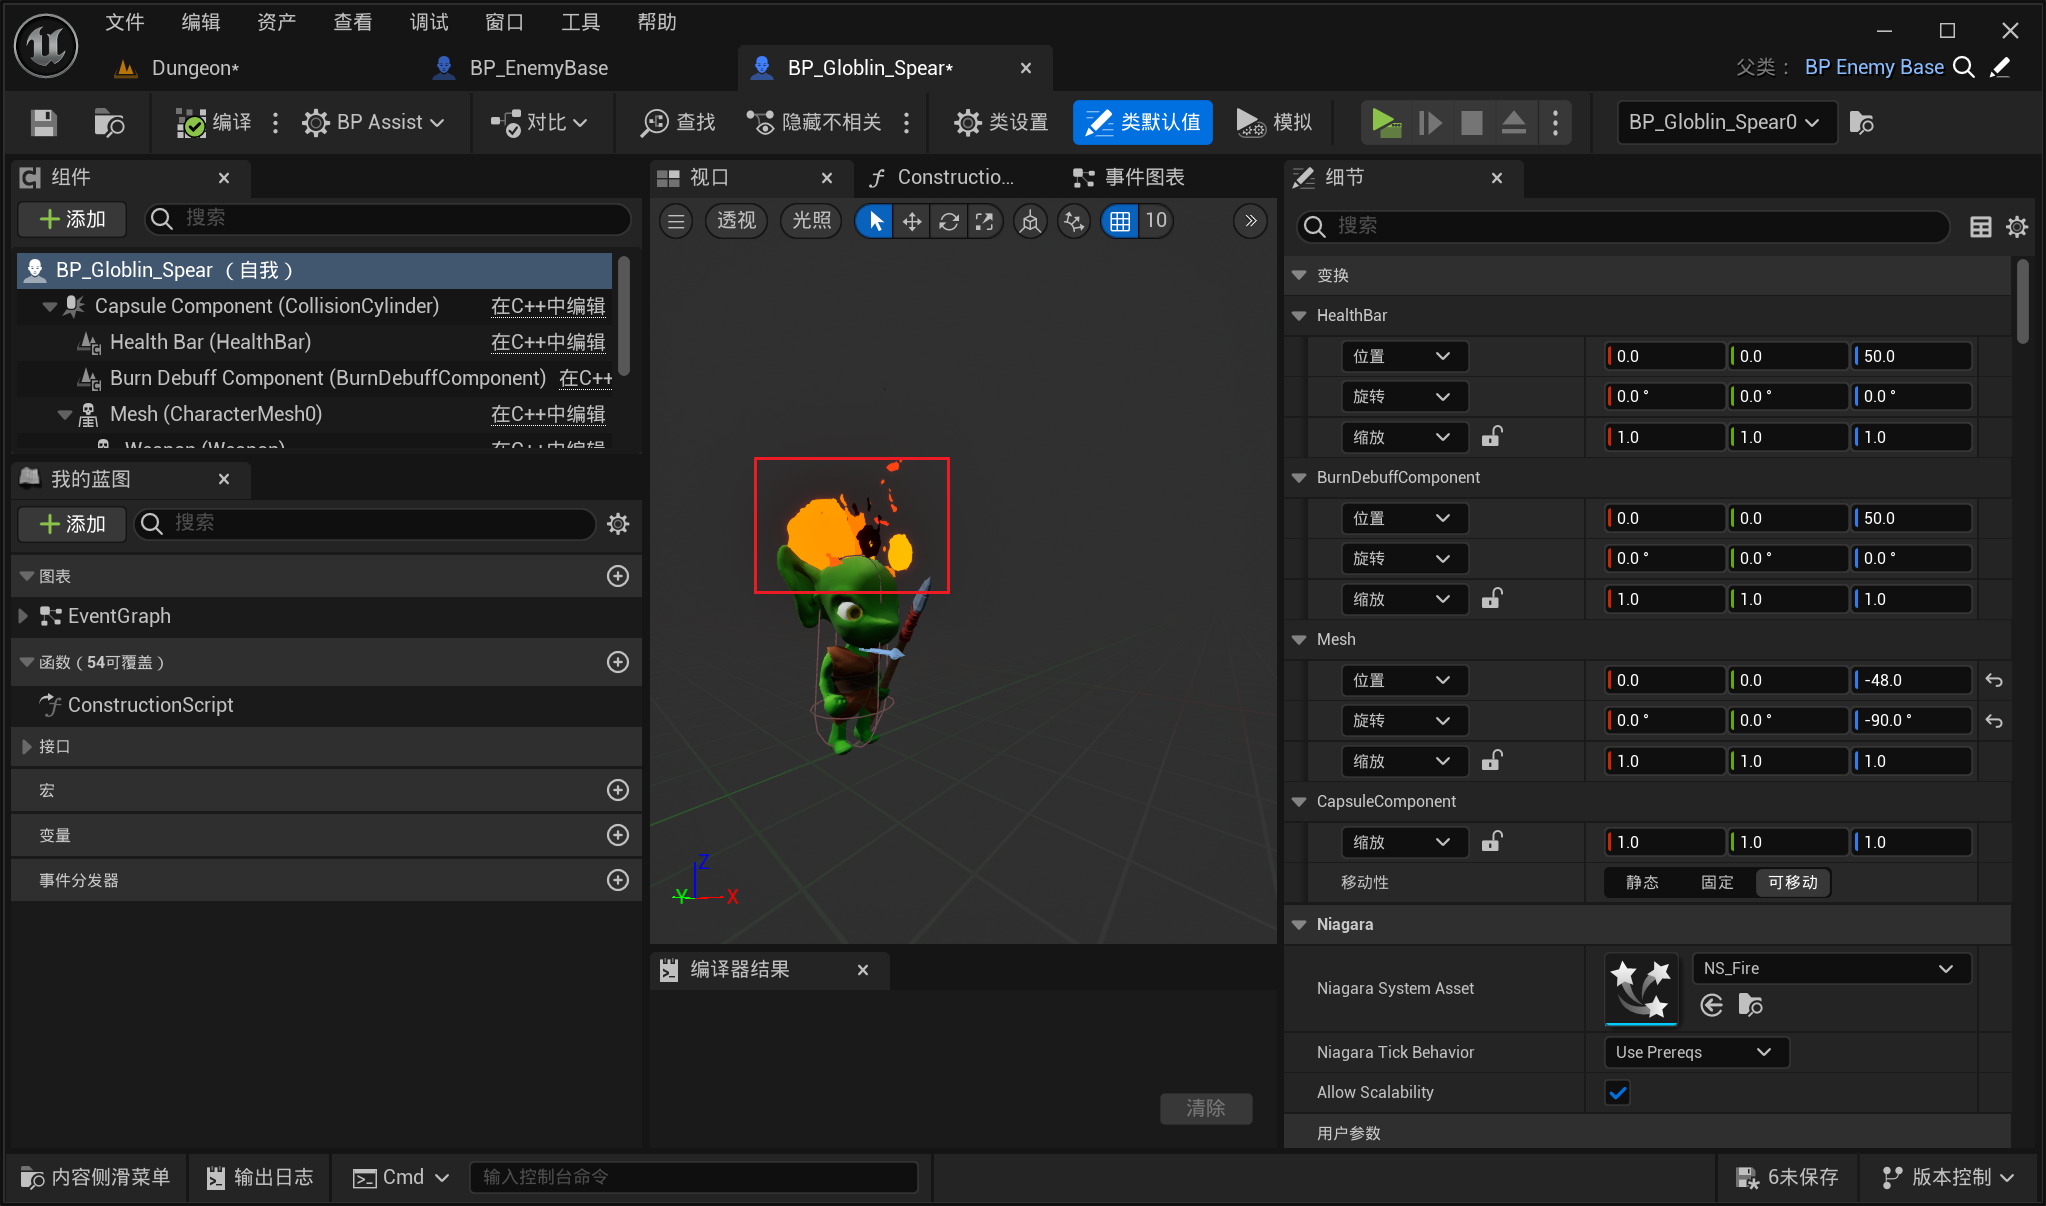 文件 编辑 资产 查看 调试 窗口 工具 帮助
Dungeon* BP_EnemyBase BP_Globlin_Spear* 父类： BP Enemy Base
编译 BP Assist 对比 查找 隐藏不相关 类设置 类默认值 模拟 BP_Globlin_Spear0
组件
添加 搜索
BP_Globlin_Spear （自我）
Capsule Component (CollisionCylinder) 在C++中编辑
Health Bar (HealthBar) 在C++中编辑
Burn Debuff Component (BurnDebuffComponent) 在C++
Mesh (CharacterMesh0) 在C++中编辑
Weapon (Weapon) 在C++中编辑
我的蓝图
添加 搜索
图表
EventGraph
函数（54可覆盖）
ConstructionScript
接口
宏
变量
事件分发器
视口 Constructio... 事件图表
透视 光照 10
Z
Y X
编译器结果
清除
细节
搜索
变换
HealthBar
位置 0.0 0.0 50.0
旋转 0.0 ° 0.0 ° 0.0 °
缩放 1.0 1.0 1.0
BurnDebuffComponent
位置 0.0 0.0 50.0
旋转 0.0 ° 0.0 ° 0.0 °
缩放 1.0 1.0 1.0
Mesh
位置 0.0 0.0 -48.0
旋转 0.0 ° 0.0 ° -90.0 °
缩放 1.0 1.0 1.0
CapsuleComponent
缩放 1.0 1.0 1.0
移动性 静态 固定 可移动
Niagara
Niagara System Asset NS_Fire
Niagara Tick Behavior Use Prereqs
Allow Scalability
用户参数
内容侧滑菜单 输出日志 Cmd 输入控制台命令 6未保存 版本控制